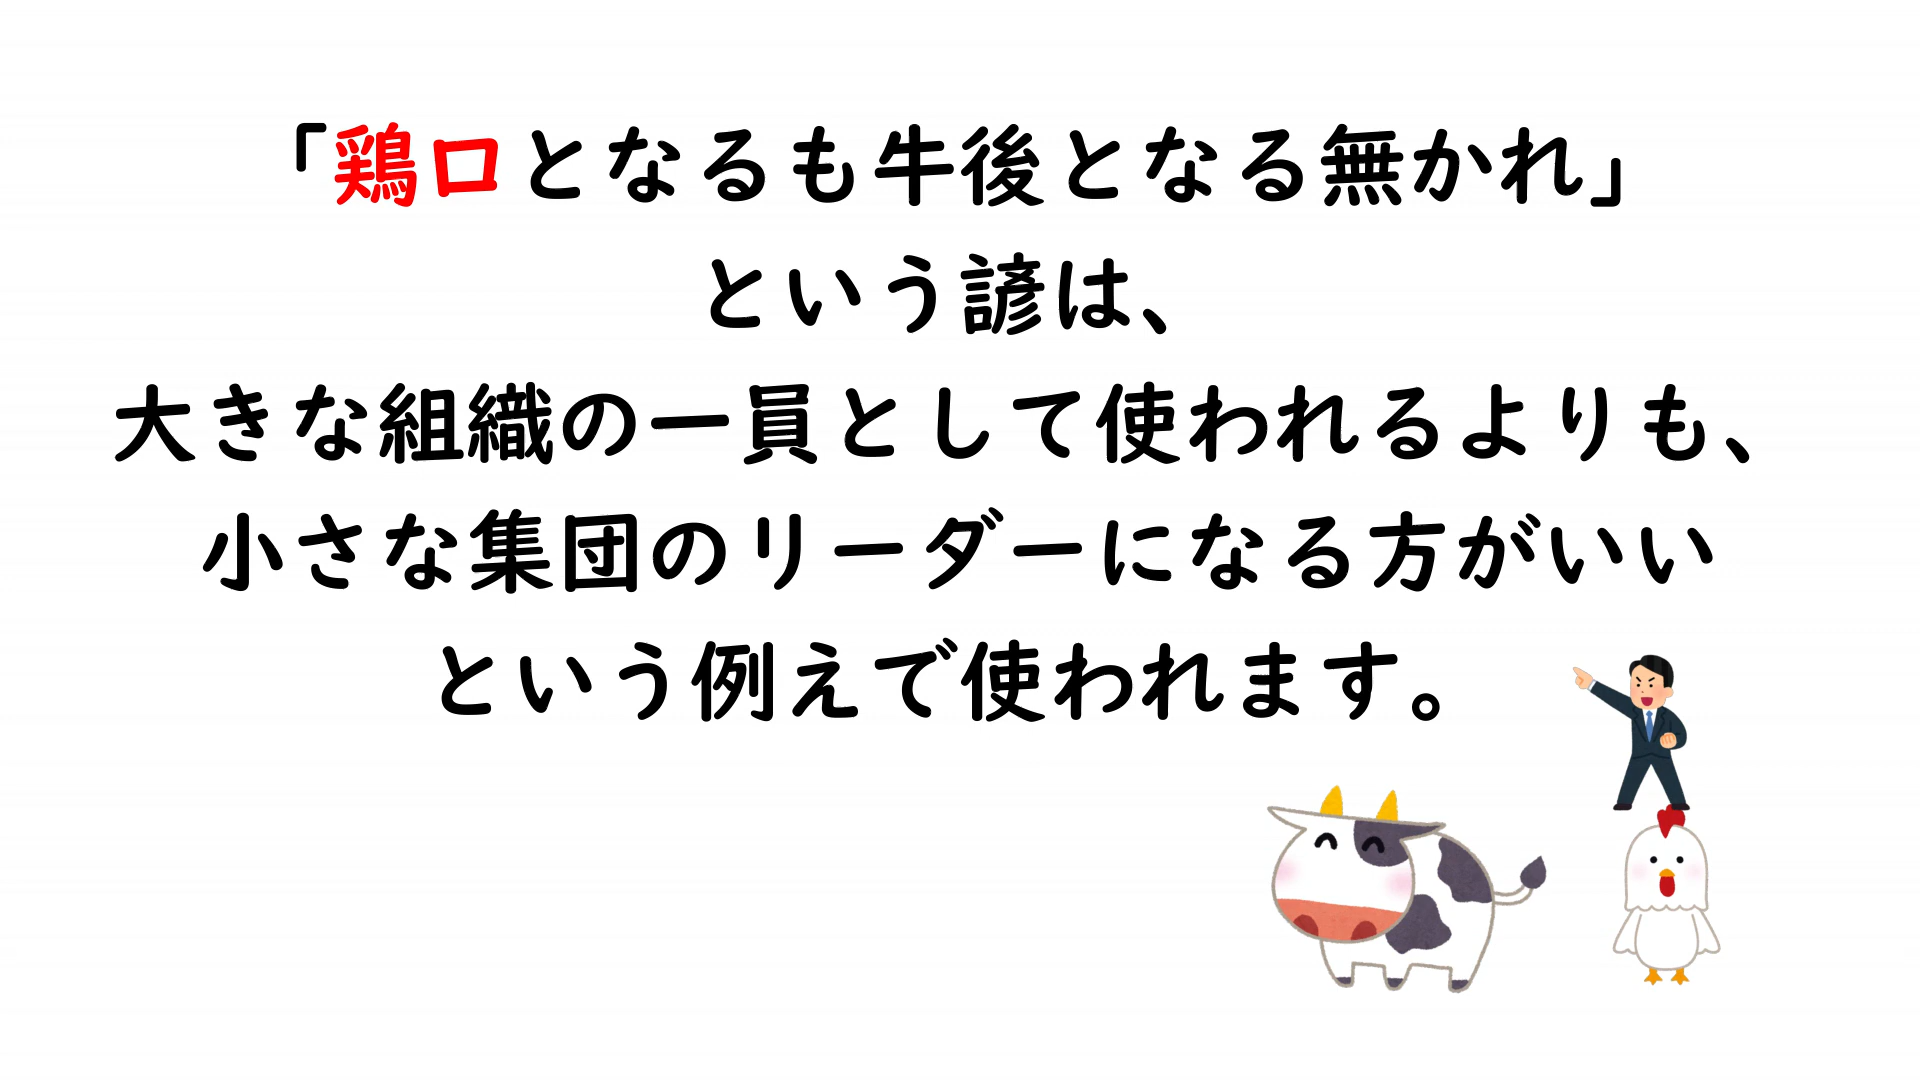 「鶏口となるも牛後となる無かれ」
という諺は、
大きな組織の一員として使われるよりも、
小さな集団のリーダーになる方がいい
という例えで使われます。